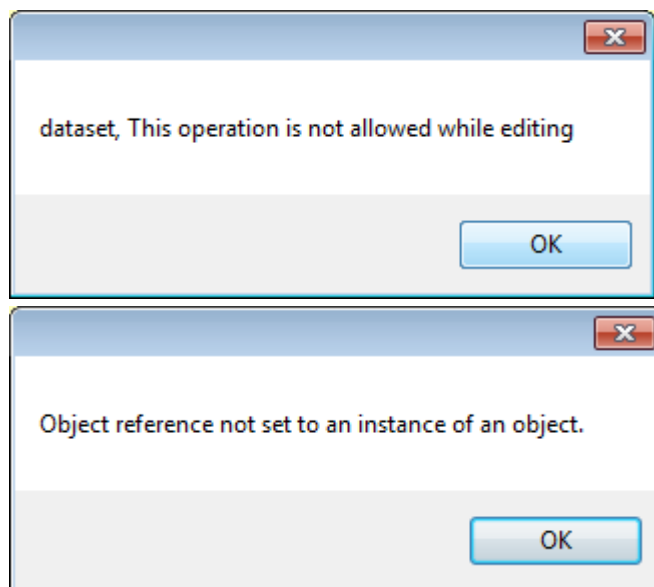 dataset, This operation is not allowed while editing
OK
Object reference not set to an instance of an object.
OK